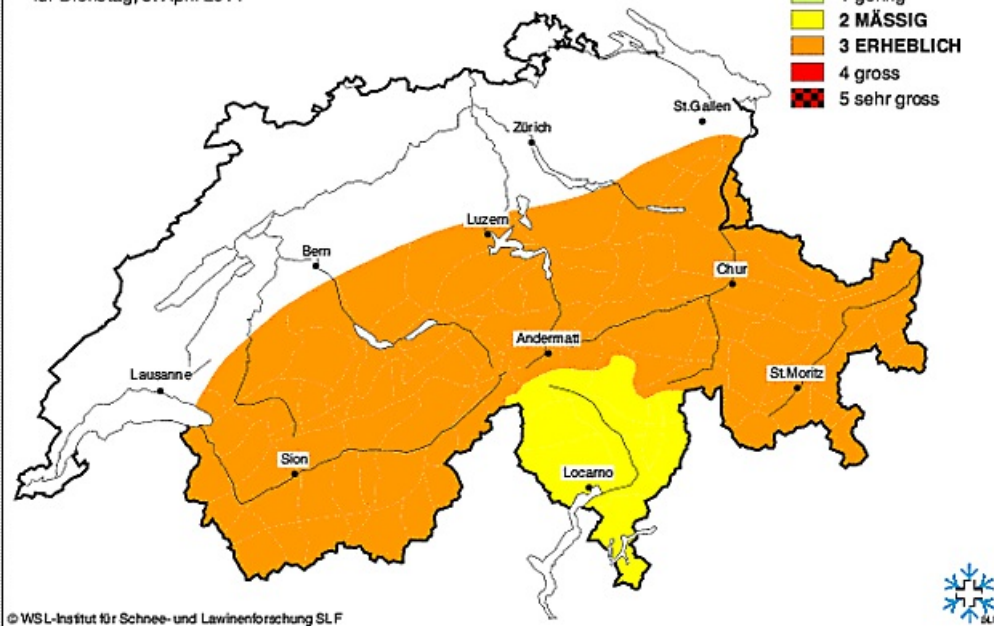 2 MÄSSIG
3 ERHEBLICH
4 gross
5 sehr gross
St.Gallen
Zürich
Luzern
Bern
Chur
Andermatt
Lausanne
St.Moritz
Sion
Locarno
© WSL-Institut für Schnee- und Lawinenforschung SLF
SLF